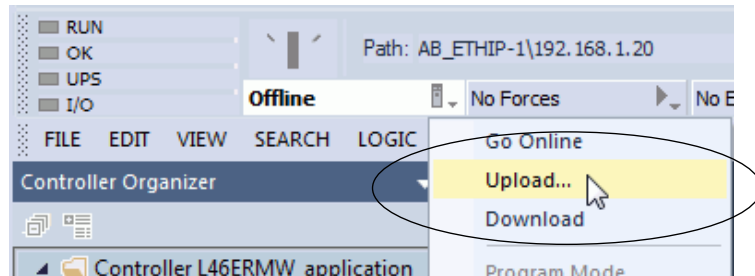 RUN
OK
UPS
I/O
Path: AB_ETHIP-1\192.168.1.20
Offline
No Forces
No E
FILE EDIT VIEW SEARCH LOGIC
Go Online
Controller Organizer
Upload...
Download
Controller L46ERMW_application
Program Mode